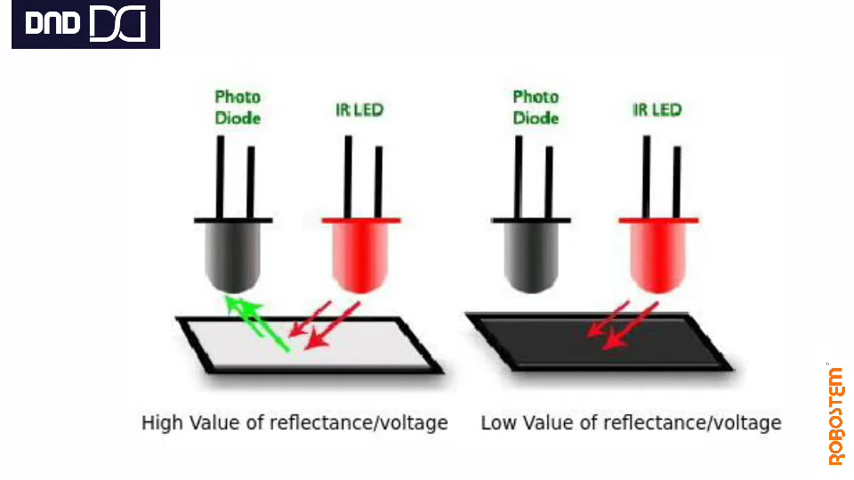 DND
Photo
Diode
IR LED
Photo
Diode
IR LED
High Value of reflectance/voltage
Low Value of reflectance/voltage
ROBOSTEM